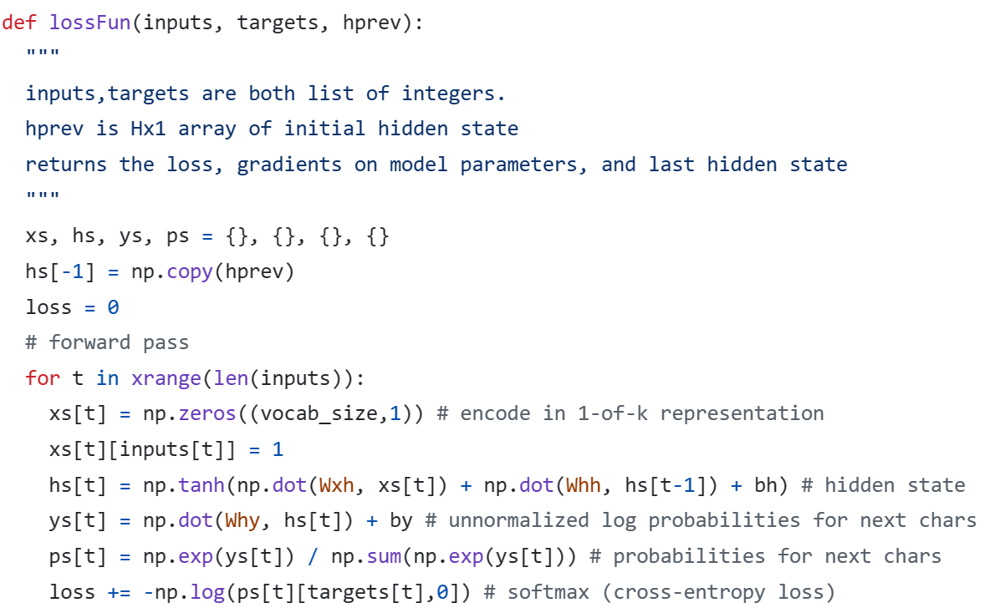 def lossFun(inputs, targets, hprev):
  """
  inputs,targets are both list of integers.
  hprev is Hx1 array of initial hidden state
  returns the loss, gradients on model parameters, and last hidden state
  """
  xs, hs, ys, ps = {}, {}, {}, {}
  hs[-1] = np.copy(hprev)
  loss = 0
  # forward pass
  for t in xrange(len(inputs)):
    xs[t] = np.zeros((vocab_size,1)) # encode in 1-of-k representation
    xs[t][inputs[t]] = 1
    hs[t] = np.tanh(np.dot(Wxh, xs[t]) + np.dot(Whh, hs[t-1]) + bh) # hidden state
    ys[t] = np.dot(Why, hs[t]) + by # unnormalized log probabilities for next chars
    ps[t] = np.exp(ys[t]) / np.sum(np.exp(ys[t])) # probabilities for next chars
    loss += -np.log(ps[t][targets[t],0]) # softmax (cross-entropy loss)